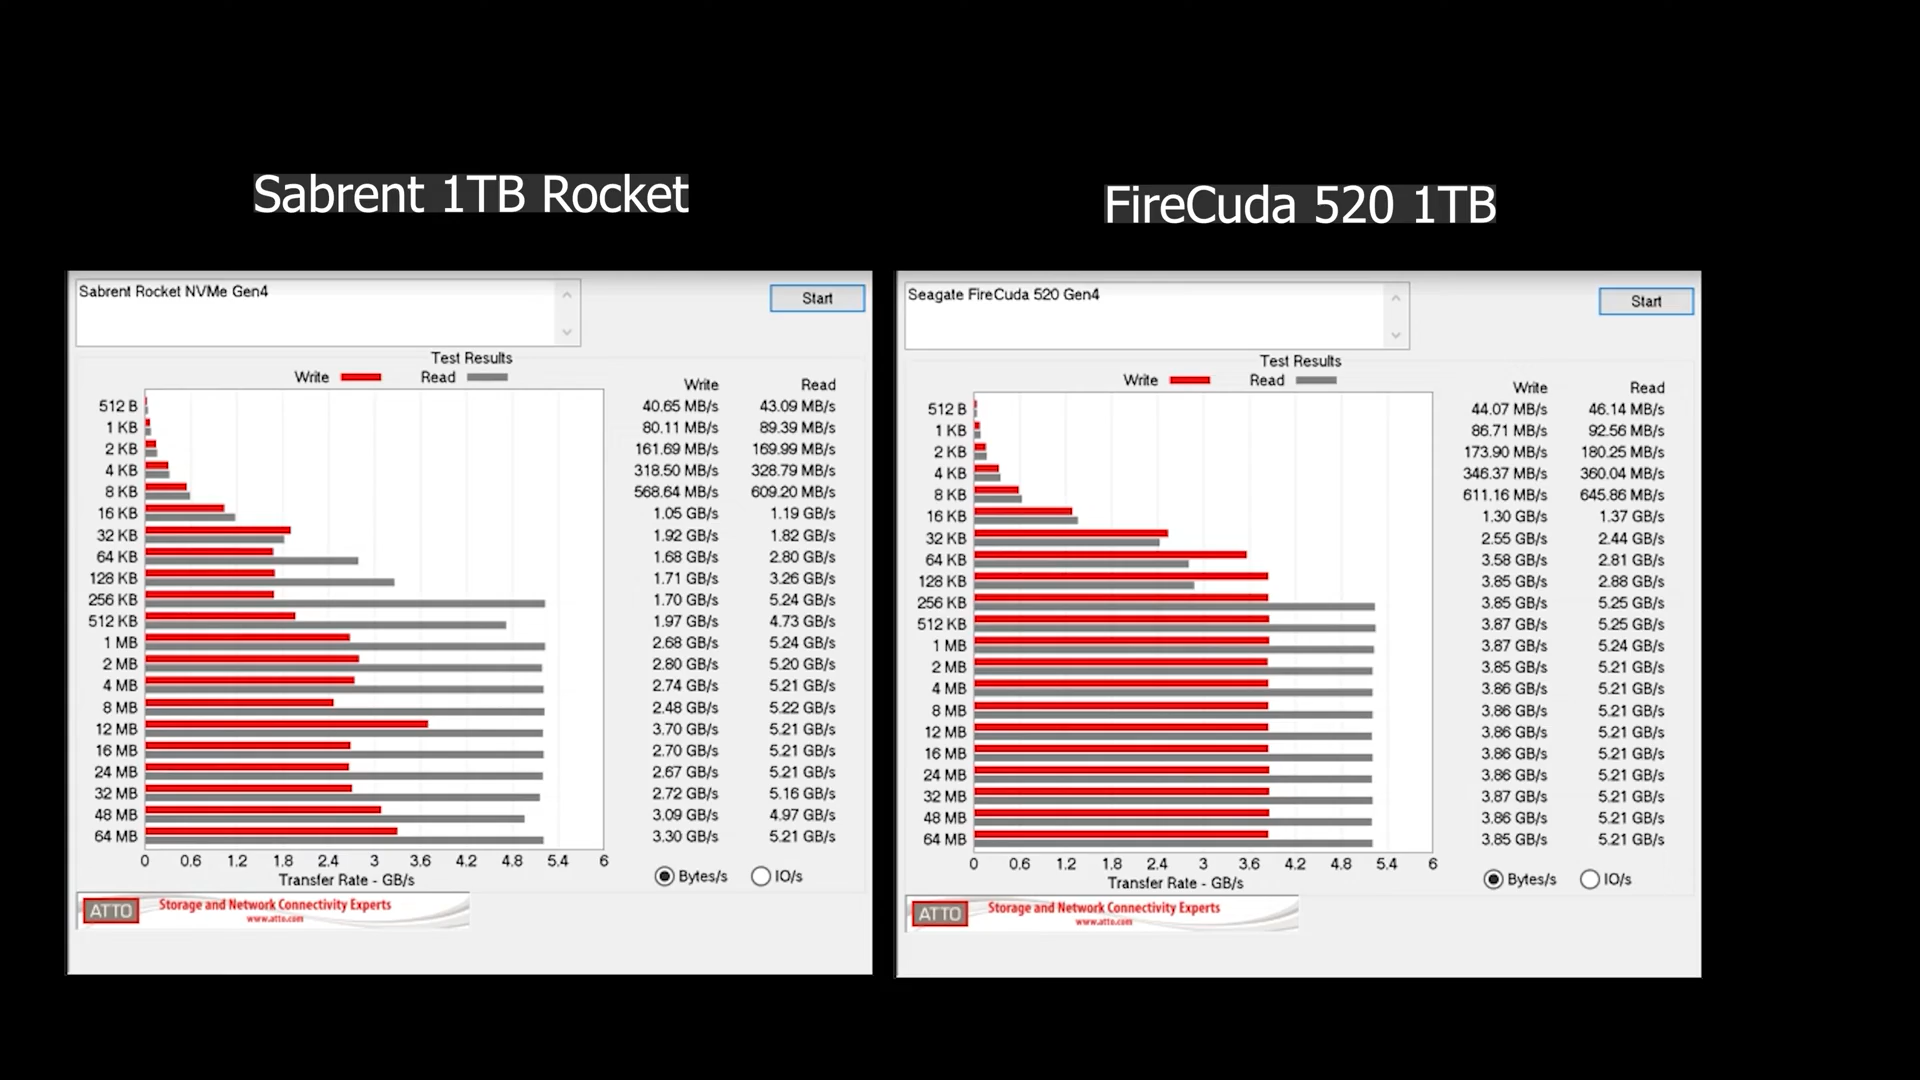 Sabrent 1TB Rocket
Sabrent Rocket NVMe Gen4
Start
Test Results
Write Read
Write Read
512 B 40.65 MB/s 43.09 MB/s
1 KB 80.11 MB/s 89.39 MB/s
2 KB 161.69 MB/s 169.99 MB/s
4 KB 318.50 MB/s 328.79 MB/s
8 KB 568.64 MB/s 609.20 MB/s
16 KB 1.05 GB/s 1.19 GB/s
32 KB 1.92 GB/s 1.82 GB/s
64 KB 1.68 GB/s 2.80 GB/s
128 KB 1.71 GB/s 3.26 GB/s
256 KB 1.70 GB/s 5.24 GB/s
512 KB 1.97 GB/s 4.73 GB/s
1 MB 2.68 GB/s 5.24 GB/s
2 MB 2.80 GB/s 5.20 GB/s
4 MB 2.74 GB/s 5.21 GB/s
8 MB 2.48 GB/s 5.22 GB/s
12 MB 3.70 GB/s 5.21 GB/s
16 MB 2.70 GB/s 5.21 GB/s
24 MB 2.67 GB/s 5.21 GB/s
32 MB 2.72 GB/s 5.16 GB/s
48 MB 3.09 GB/s 4.97 GB/s
64 MB 3.30 GB/s 5.21 GB/s
0 0.6 1.2 1.8 2.4 3 3.6 4.2 4.8 5.4 6
Transfer Rate - GB/s
Bytes/s IO/s
ATTO Storage and Network Connectivity Experts
www.atto.com
FireCuda 520 1TB
Seagate FireCuda 520 Gen4
Start
Test Results
Write Read
Write Read
512 B 44.07 MB/s 46.14 MB/s
1 KB 86.71 MB/s 92.56 MB/s
2 KB 173.90 MB/s 180.25 MB/s
4 KB 346.37 MB/s 360.04 MB/s
8 KB 611.16 MB/s 645.86 MB/s
16 KB 1.30 GB/s 1.37 GB/s
32 KB 2.55 GB/s 2.44 GB/s
64 KB 3.58 GB/s 2.81 GB/s
128 KB 3.85 GB/s 2.88 GB/s
256 KB 3.85 GB/s 5.25 GB/s
512 KB 3.87 GB/s 5.25 GB/s
1 MB 3.87 GB/s 5.24 GB/s
2 MB 3.85 GB/s 5.21 GB/s
4 MB 3.86 GB/s 5.21 GB/s
8 MB 3.86 GB/s 5.21 GB/s
12 MB 3.86 GB/s 5.21 GB/s
16 MB 3.86 GB/s 5.21 GB/s
24 MB 3.86 GB/s 5.21 GB/s
32 MB 3.87 GB/s 5.21 GB/s
48 MB 3.86 GB/s 5.21 GB/s
64 MB 3.85 GB/s 5.21 GB/s
0 0.6 1.2 1.8 2.4 3 3.6 4.2 4.8 5.4 6
Transfer Rate - GB/s
Bytes/s IO/s
ATTO Storage and Network Connectivity Experts
www.atto.com